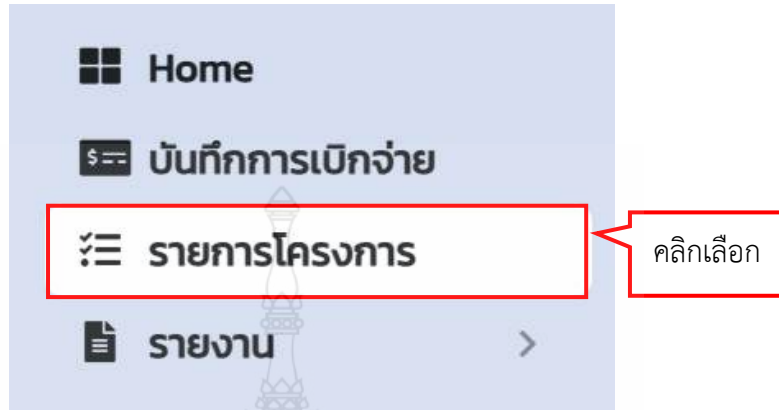 Home
บันทึกการเบิกจ่าย
รายการโครงการ
คลิกเลือก
รายงาน